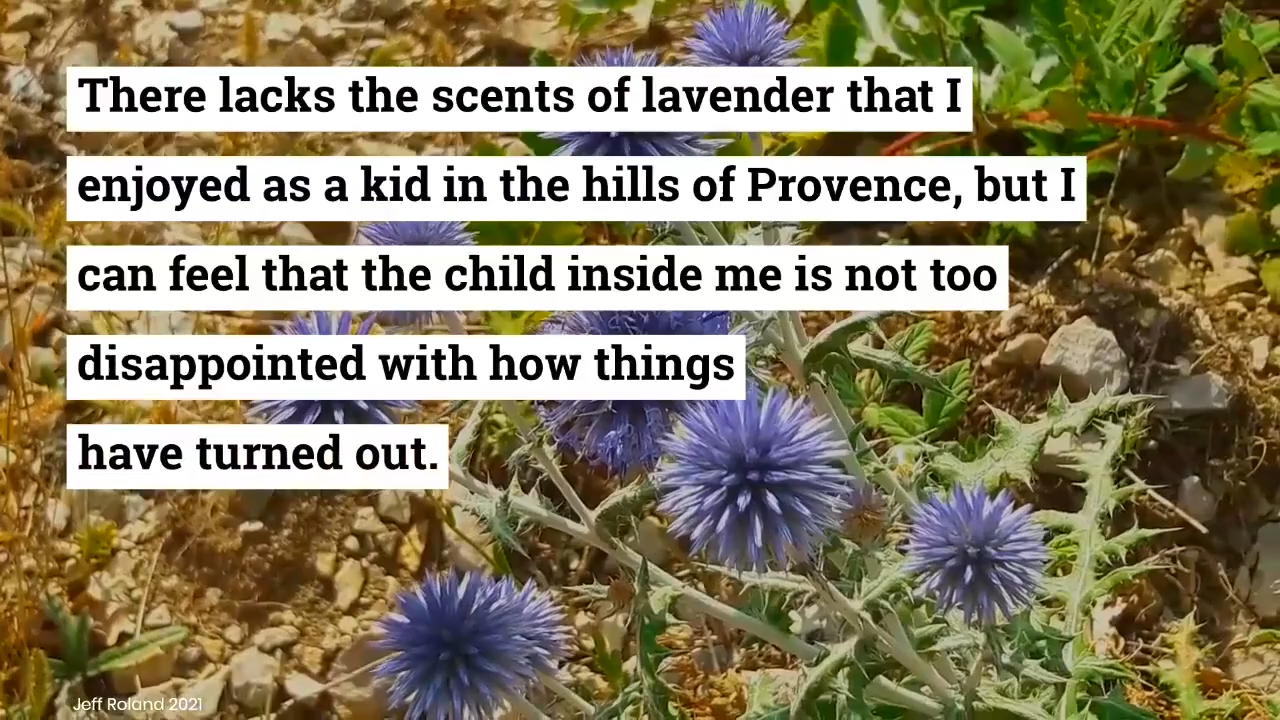 There lacks the scents of lavender that I
enjoyed as a kid in the hills of Provence, but I
can feel that the child inside me is not too
disappointed with how things
have turned out.
Jeff Roland 2021